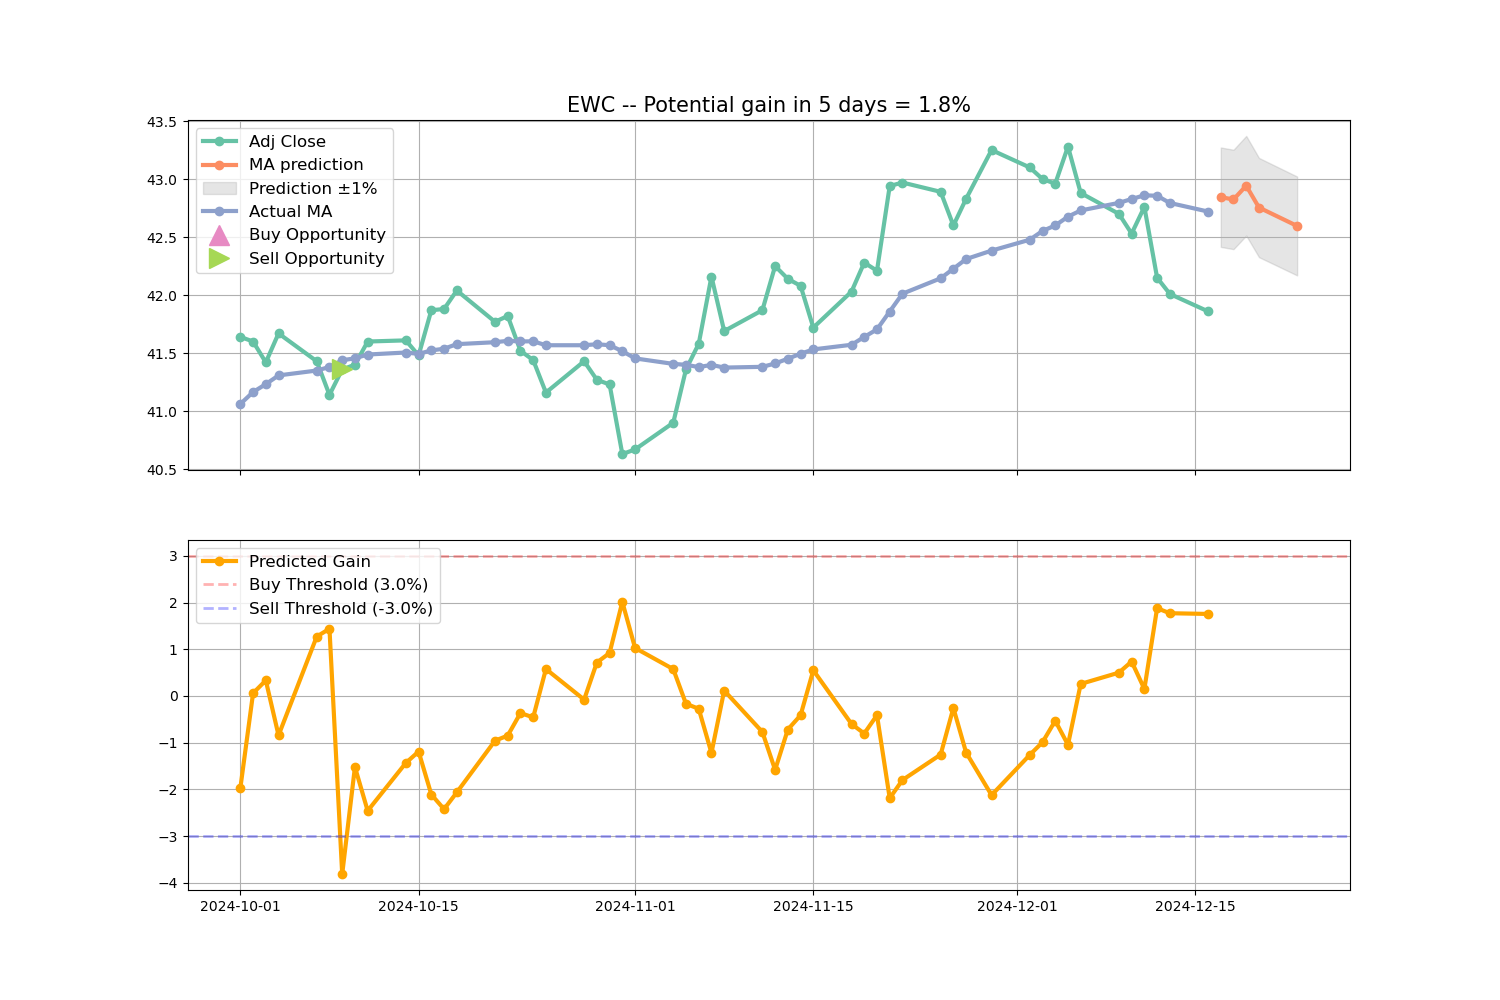 EWC -- Potential gain in 5 days = 1.8%
43.5
43.0
42.5
42.0
41.5
41.0
40.5
Adj Close
MA prediction
Prediction ±1%
Actual MA
Buy Opportunity
Sell Opportunity
3
2
1
0
−1
−2
−3
−4
Predicted Gain
Buy Threshold (3.0%)
Sell Threshold (-3.0%)
2024-10-01 2024-10-15 2024-11-01 2024-11-15 2024-12-01 2024-12-15